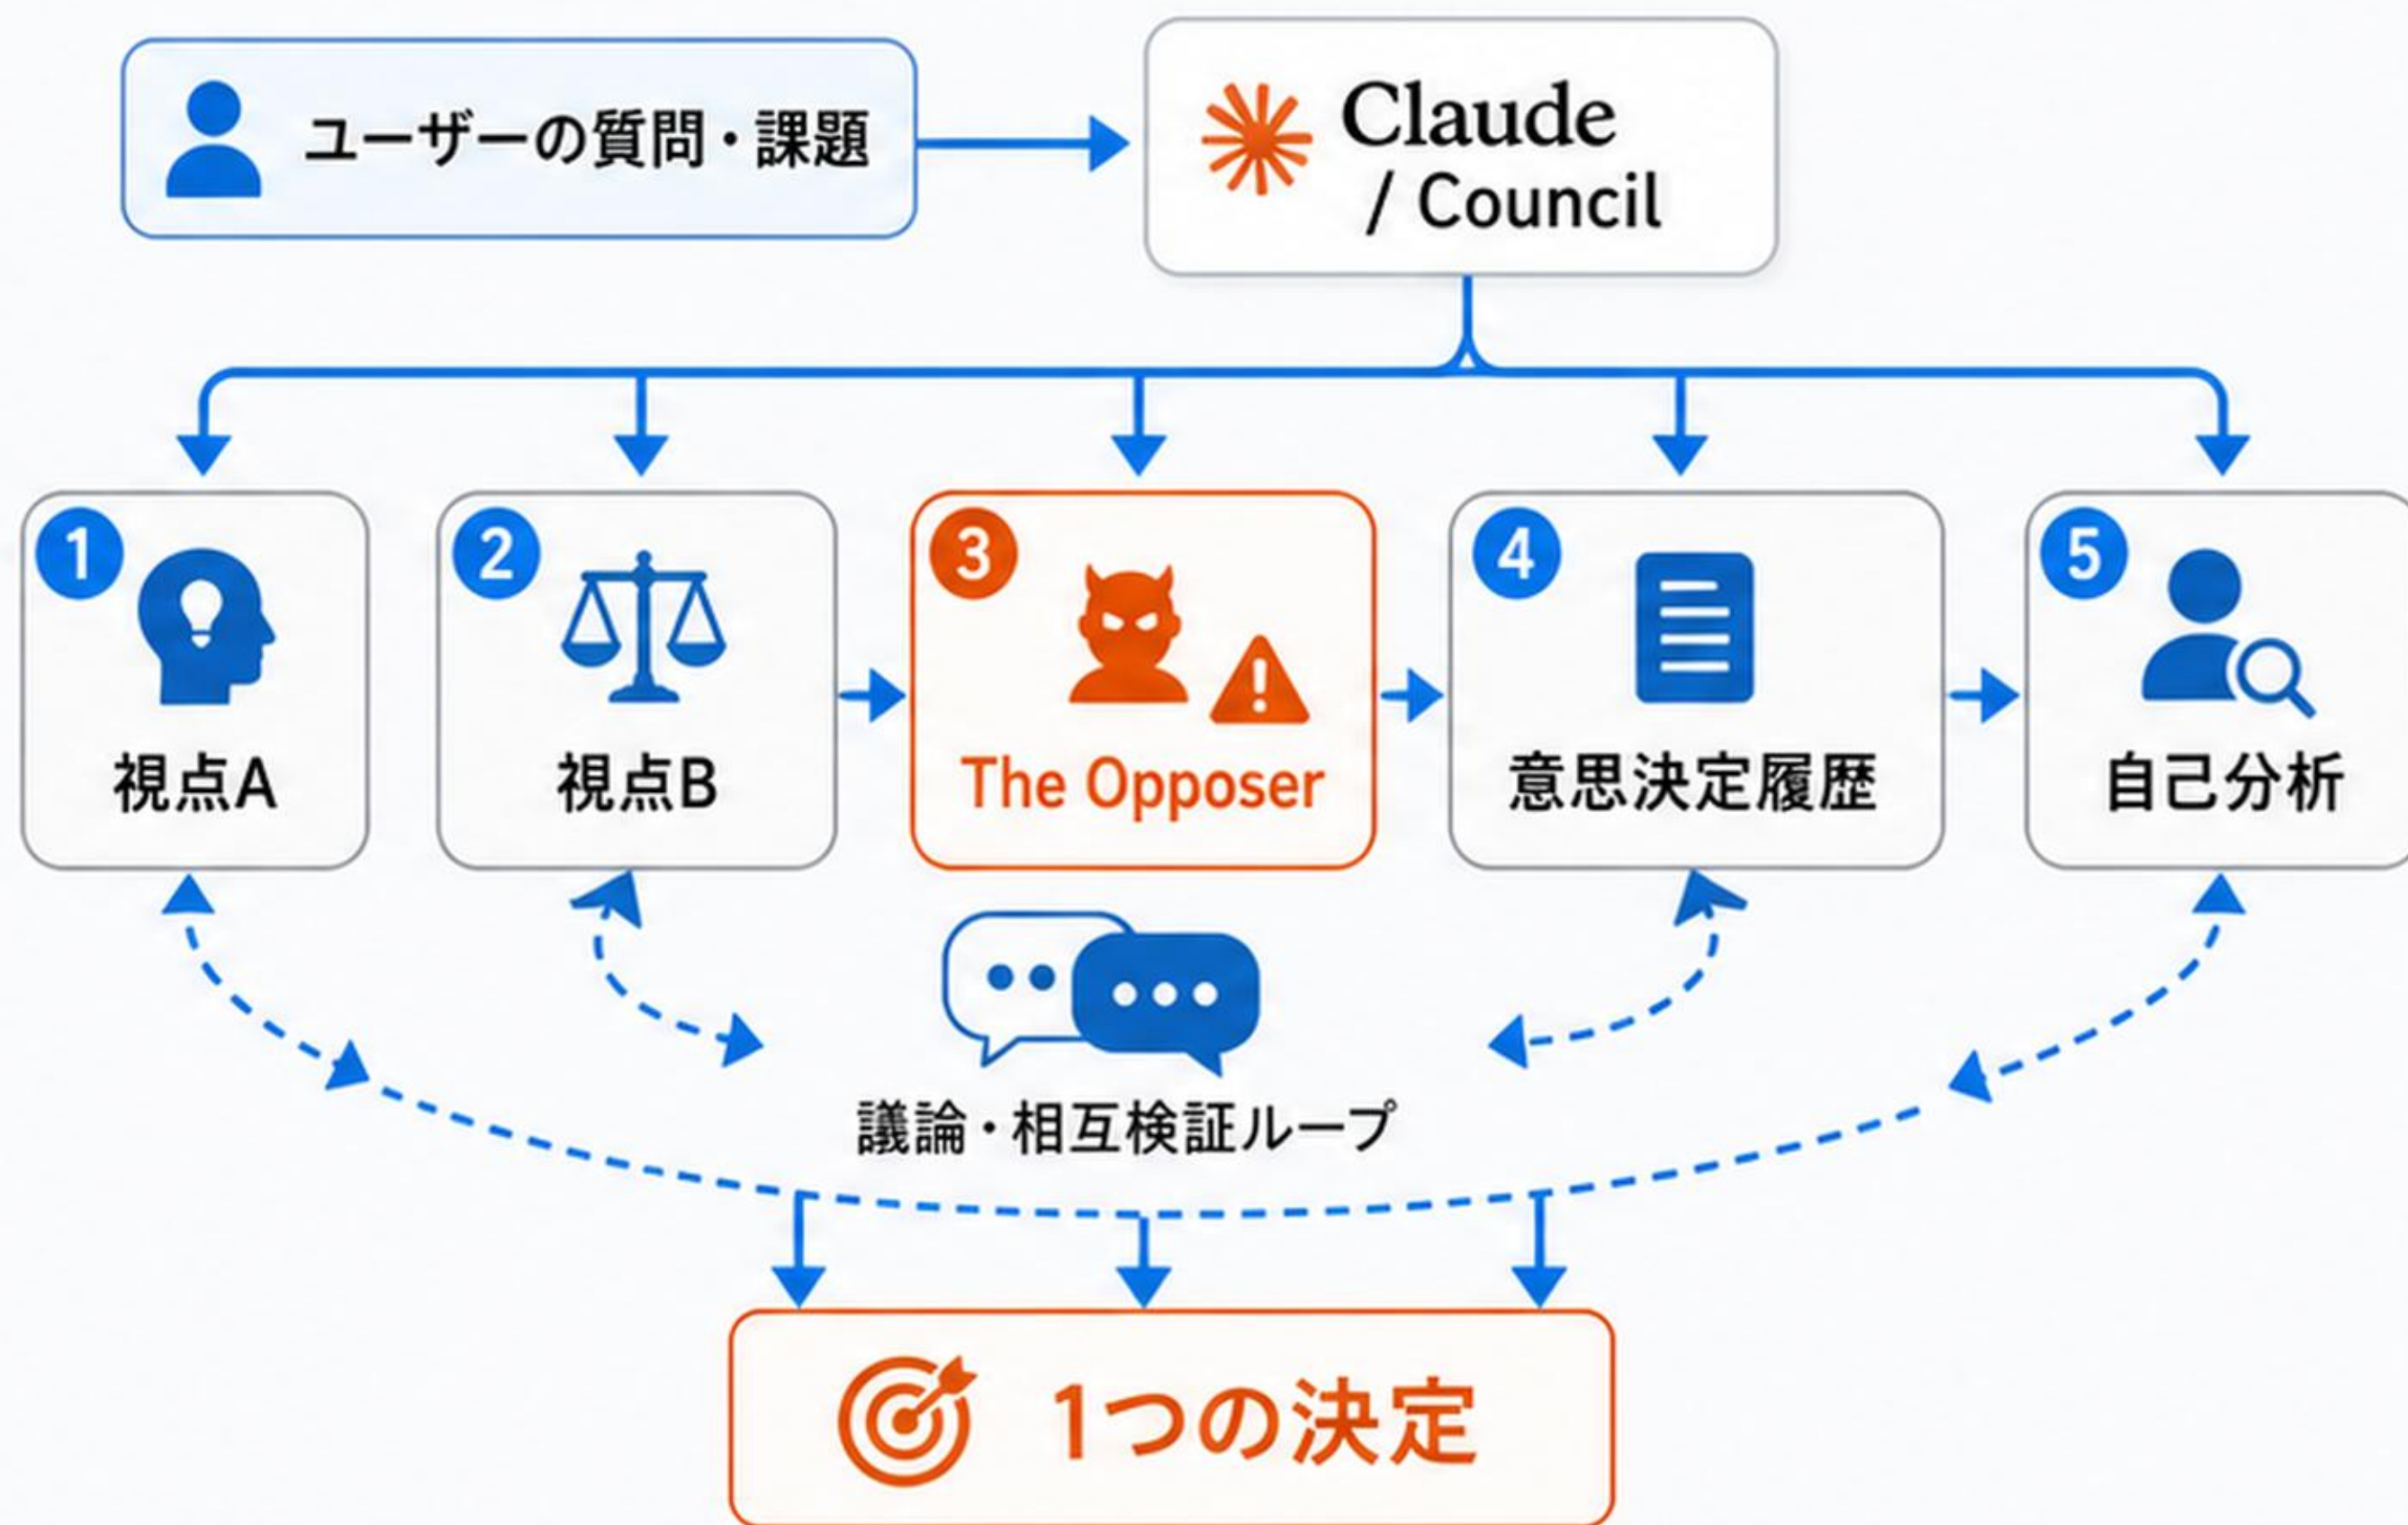 ユーザーの質問・課題
Claude
/ Council
1
視点A
2
視点B
3
The Opposer
4
意思決定履歴
5
自己分析
議論・相互検証ループ
1つの決定